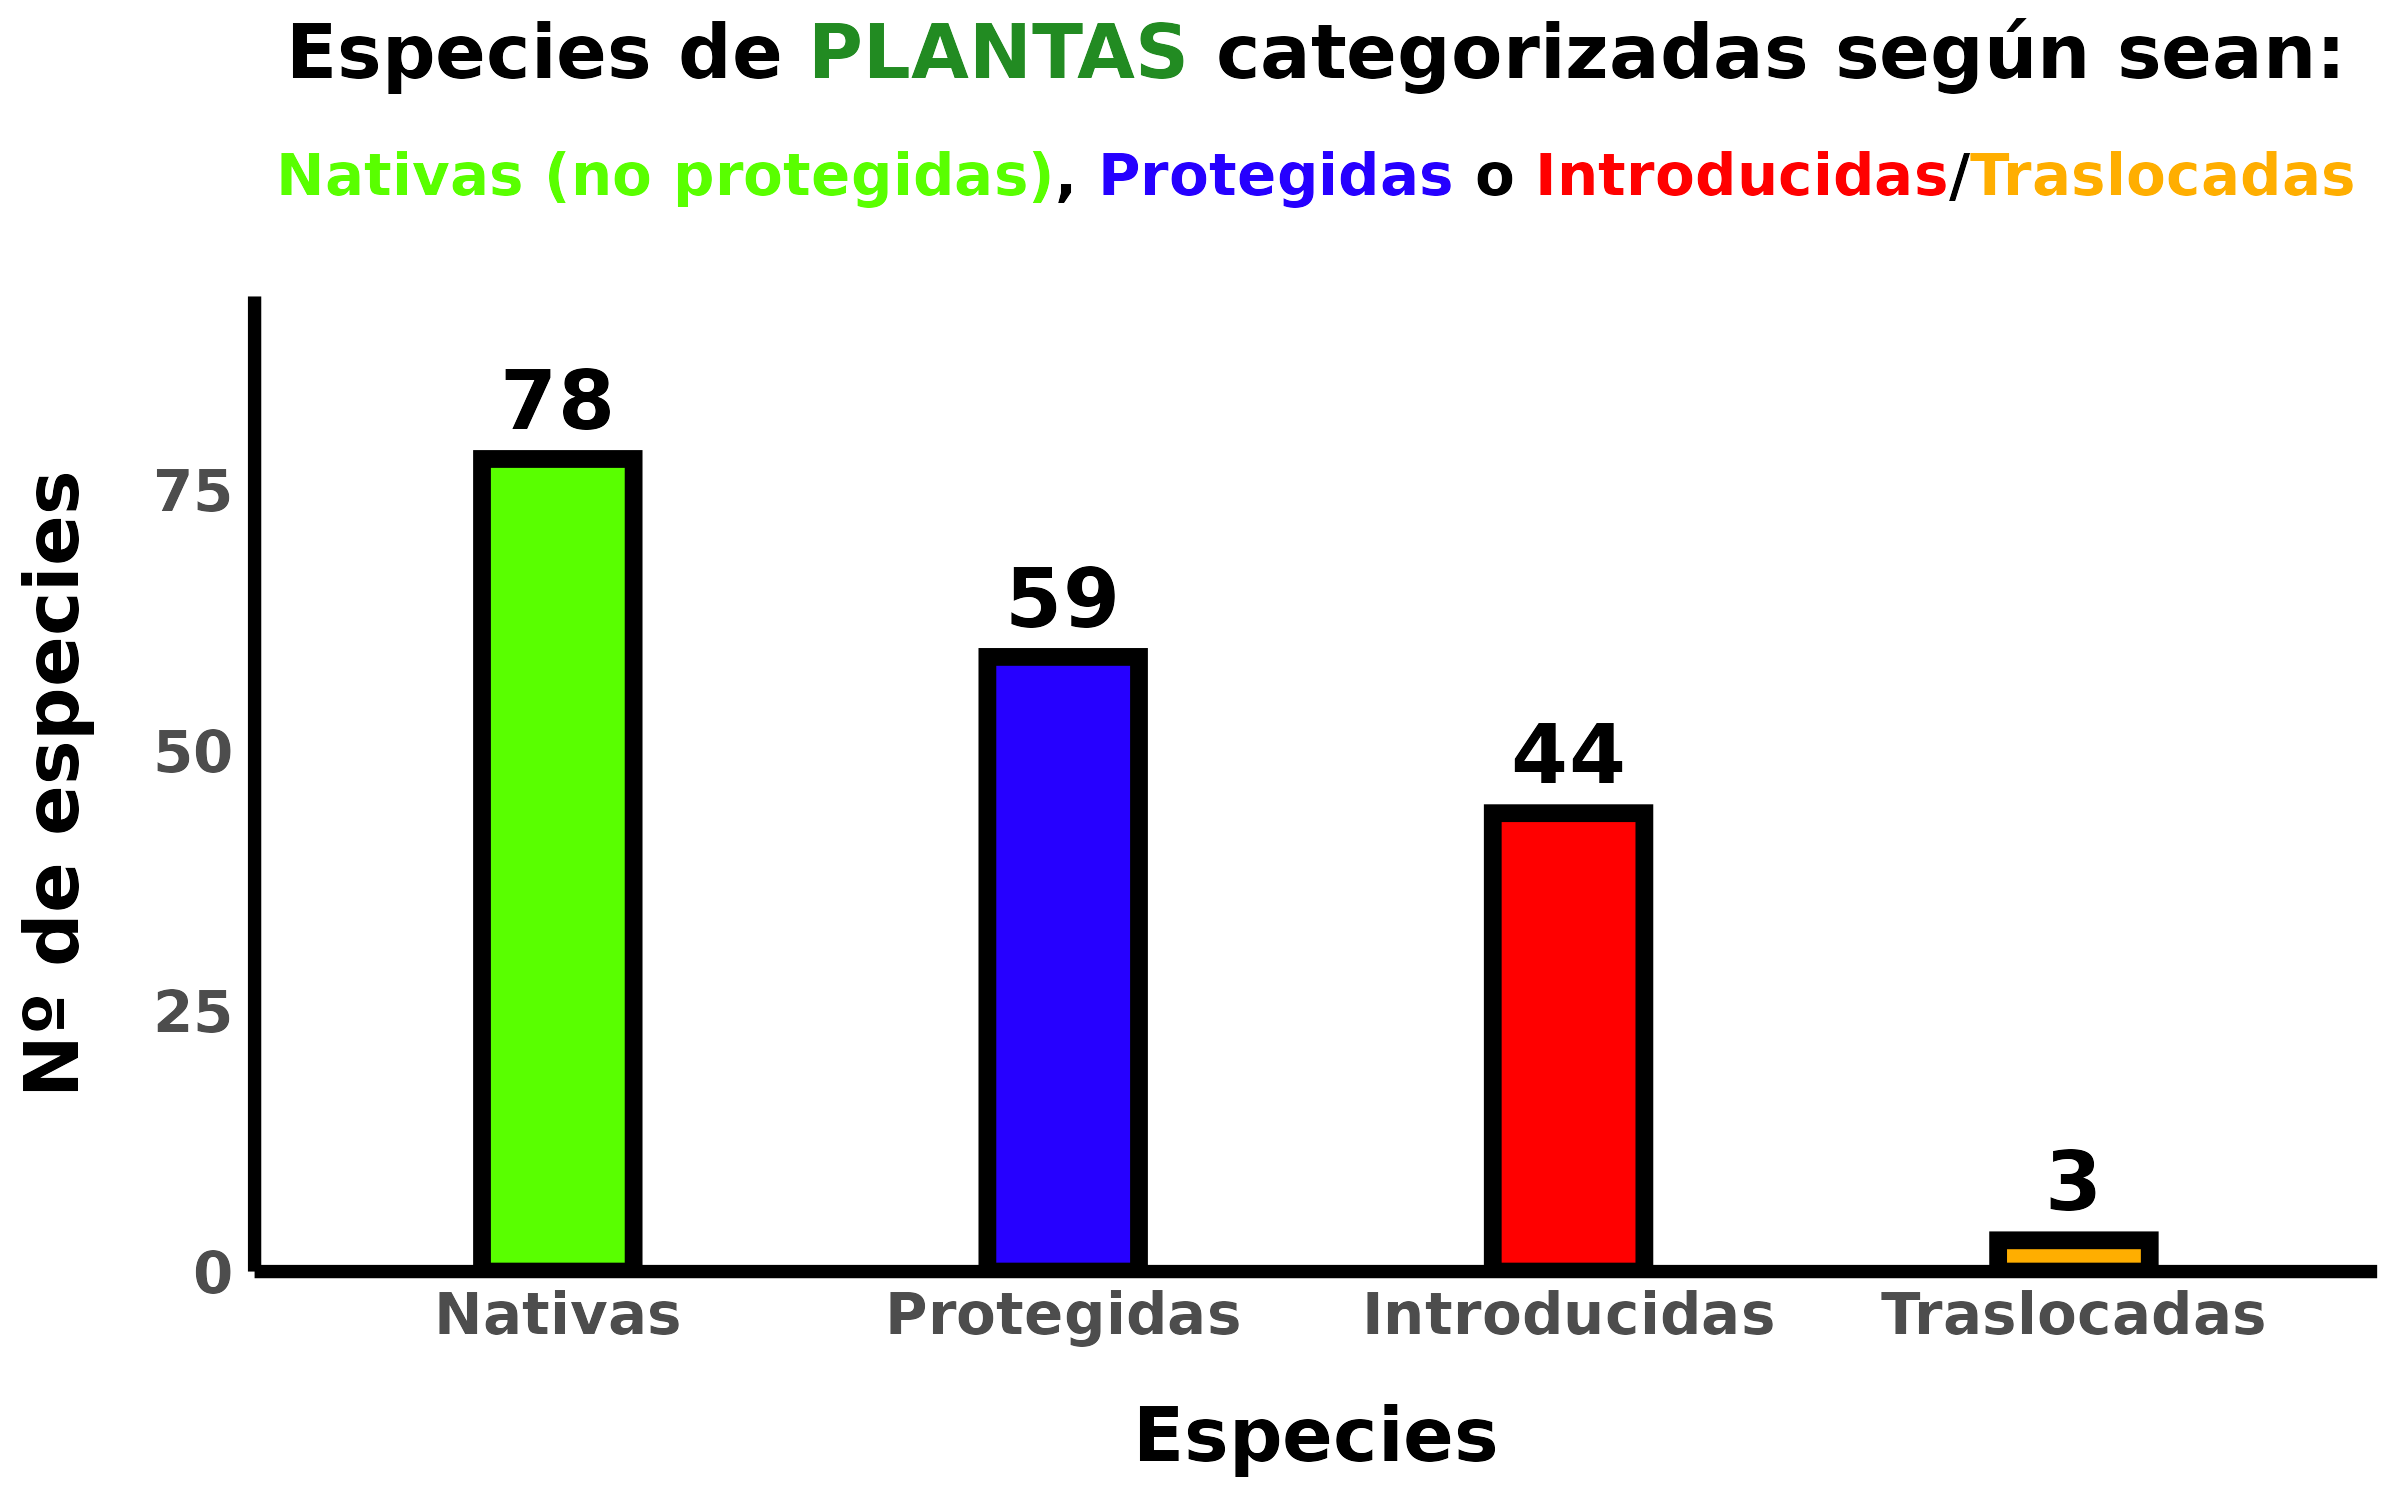 Especies de PLANTAS categorizadas según sean:
Nativas (no protegidas), Protegidas o Introducidas/Traslocadas
Nº de especies
75
50
25
0
78
59
44
3
Nativas Protegidas Introducidas Traslocadas
Especies